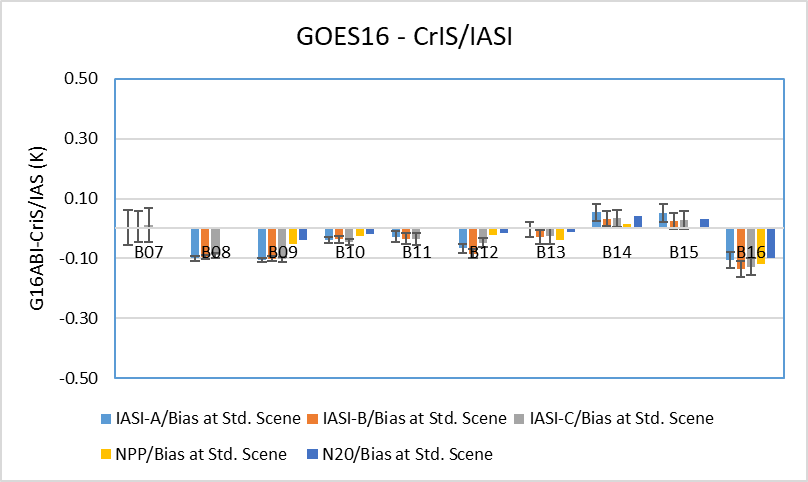 GOES16 - CrIS/IASI
G16ABI-CrIS/IAS (K)
0.50
0.30
0.10
-0.10
-0.30
-0.50
B07 B08 B09 B10 B11 B12 B13 B14 B15 B16
IASI-A/Bias at Std. Scene IASI-B/Bias at Std. Scene IASI-C/Bias at Std. Scene
NPP/Bias at Std. Scene N20/Bias at Std. Scene